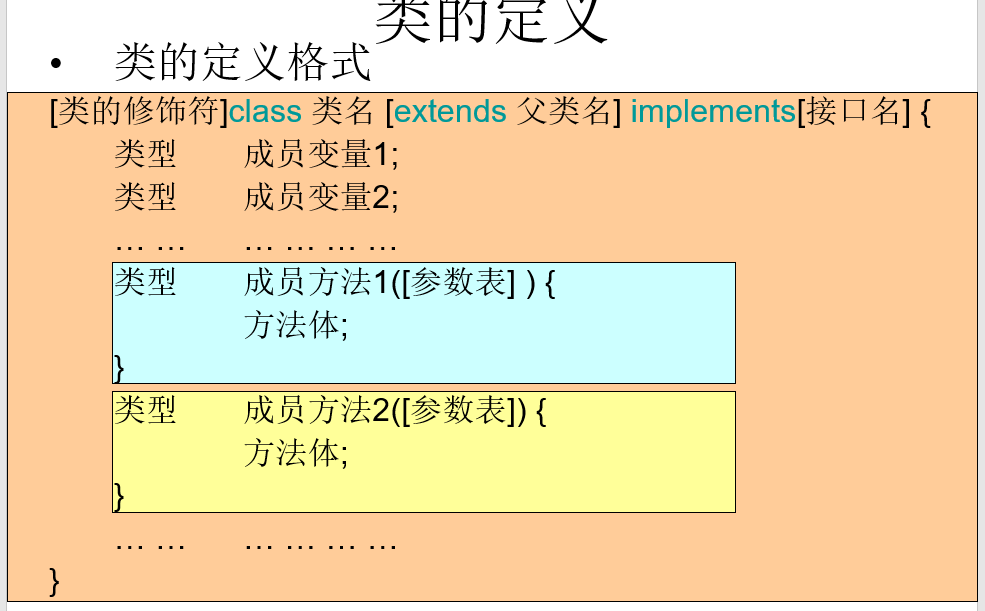 类的定义
• 类的定义格式
[类的修饰符]class 类名 [extends 父类名] implements[接口名] {
类型 成员变量1;
类型 成员变量2;
… … … … … …
类型 成员方法1([参数表] ) {
方法体;
}
类型 成员方法2([参数表]) {
方法体;
}
… … … … … …
}